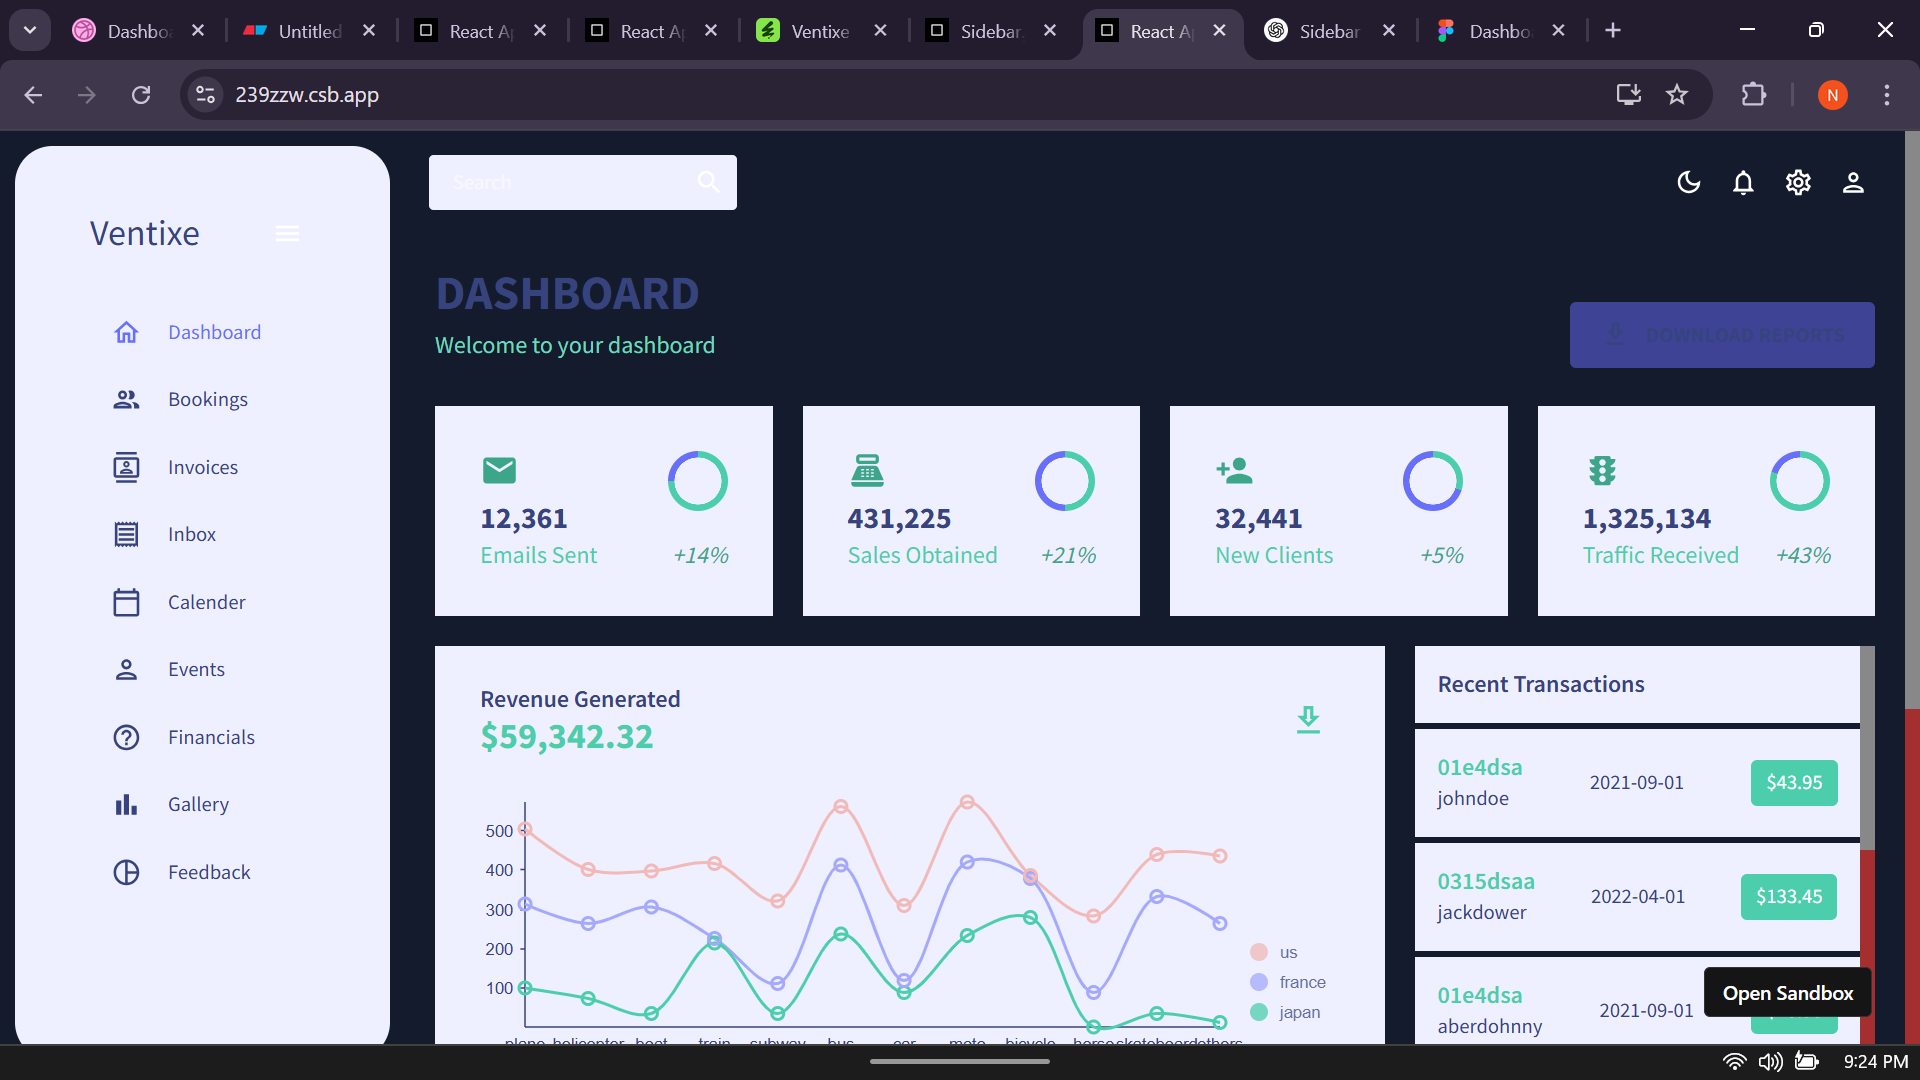 Dashbo
Untitled
React A
React A
Ventixe
Sidebar
React A
Sidebar
Dashbo
239zzw.csb.app
N
Ventixe
Search
DASHBOARD
Welcome to your dashboard
DOWNLOAD REPORTS
Dashboard
Bookings
Invoices
Inbox
Calender
Events
Financials
Gallery
Feedback
12,361
Emails Sent +14%
431,225
Sales Obtained +21%
32,441
New Clients +5%
1,325,134
Traffic Received +43%
Revenue Generated
$59,342.32
500
400
300
200
100
us
france
japan
plane helicopter boat train subway bus car moto bicycle horse skateboard others
Recent Transactions
01e4dsa
johndoe
2021-09-01
$43.95
0315dsaa
jackdower
2022-04-01
$133.45
01e4dsa
aberdohnny
2021-09-01
Open Sandbox
9:24 PM